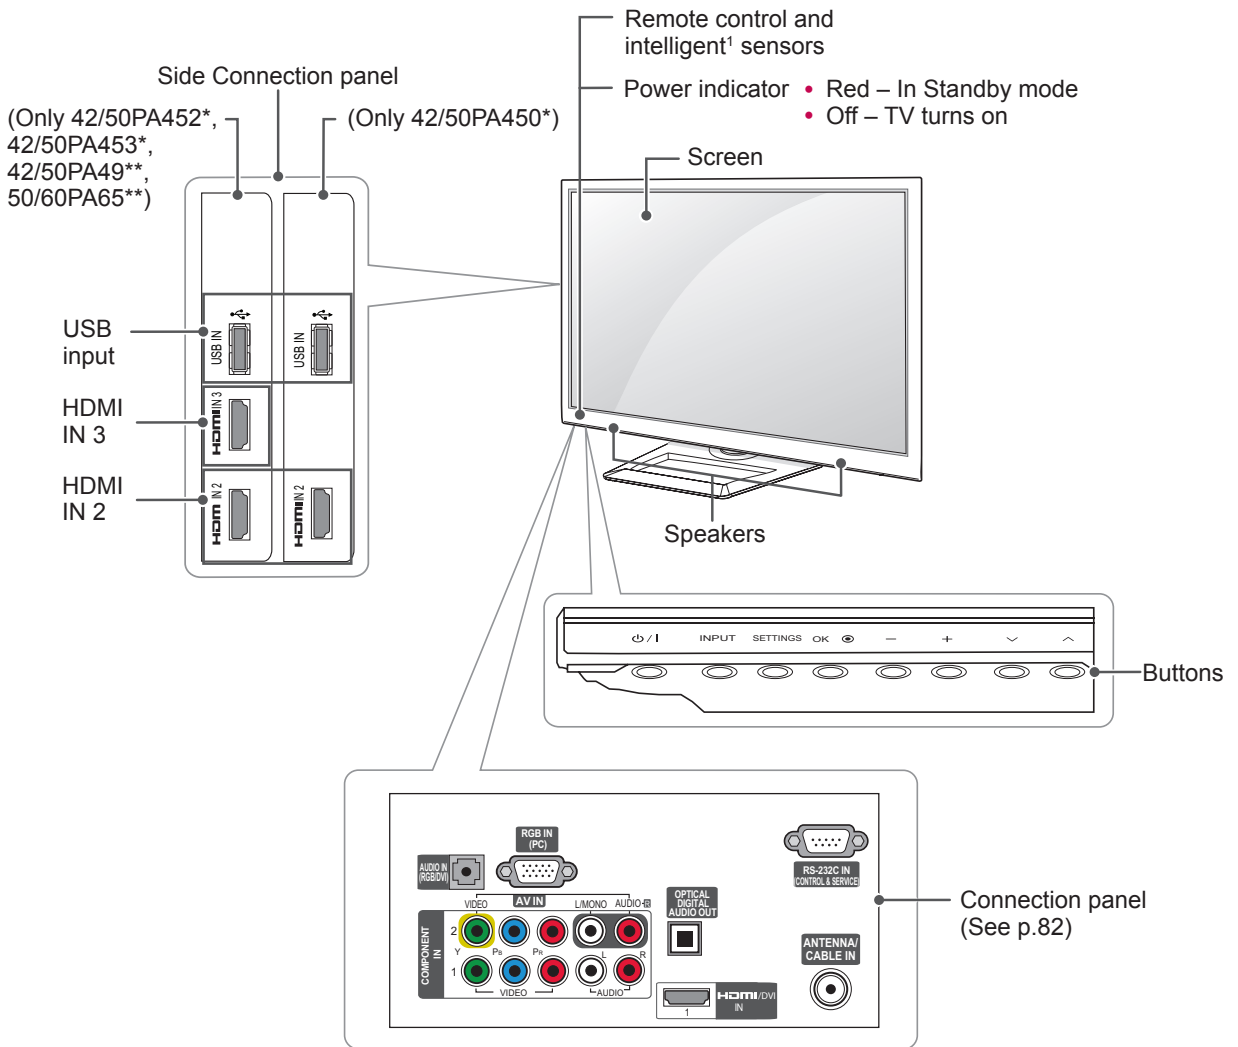 Remote control and
intelligent¹ sensors
Side Connection panel
Power indicator • Red – In Standby mode
• Off – TV turns on
(Only 42/50PA452*,
42/50PA453*,
42/50PA49**,
50/60PA65**)
(Only 42/50PA450*)
Screen
USB
input
USB IN
USB IN
HDMI
IN 3
HDMI IN 3
HDMI
IN 2
HDMI IN 2
HDMI IN 2
Speakers
⏻/I INPUT SETTINGS OK ⦿ − + ﹀ ︿
Buttons
RGB IN
(PC)
AUDIO IN
(RGB/DVI)
RS-232C IN
(CONTROL & SERVICE)
VIDEO AV IN L/MONO AUDIO R
OPTICAL
DIGITAL
AUDIO OUT
COMPONENT
IN
2
Y PB PR L R
1
VIDEO AUDIO
ANTENNA/
CABLE IN
HDMI/DVI
IN
1
Connection panel
(See p.82)